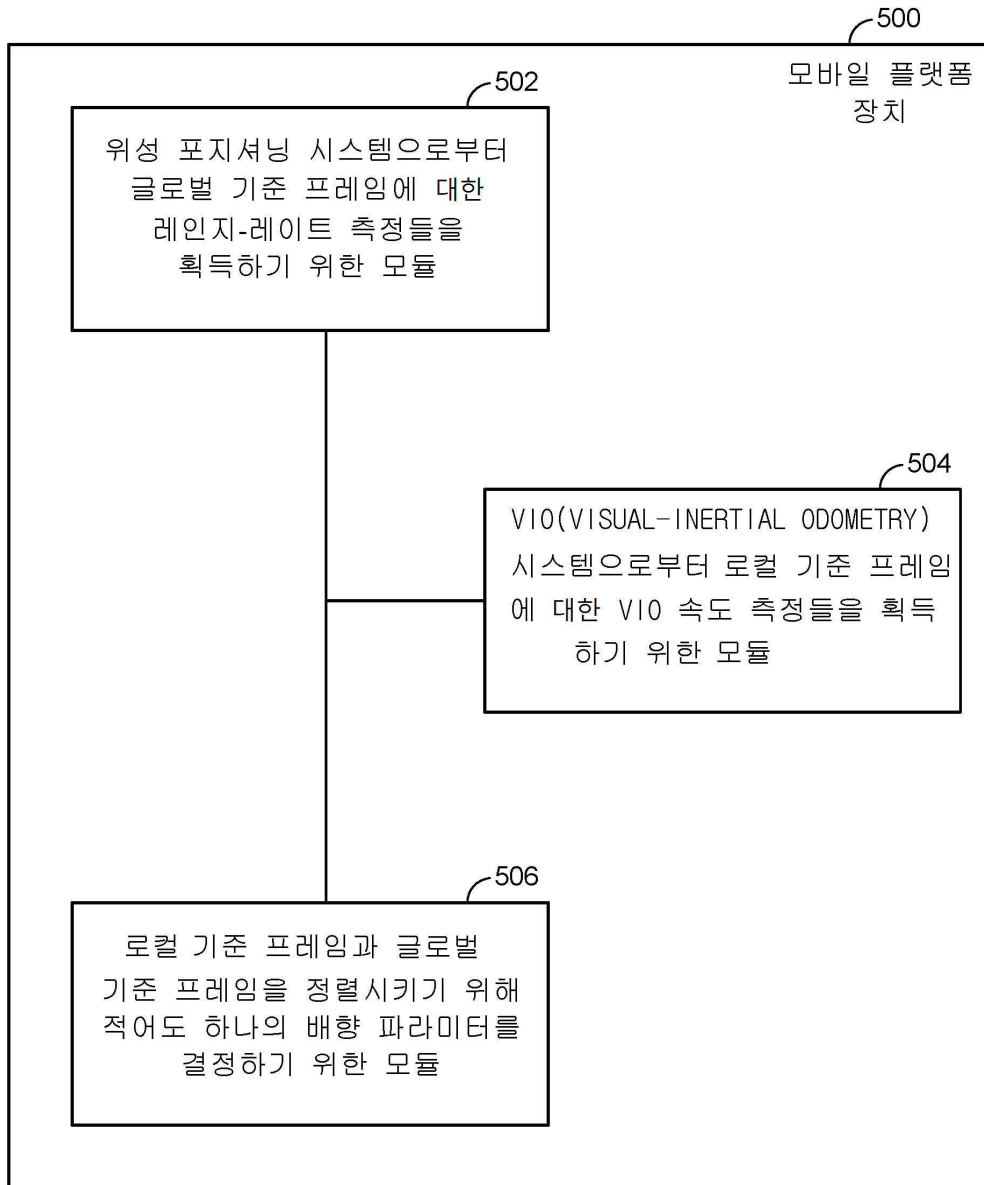 500
모바일 플랫폼
장치
502
위성 포지셔닝 시스템으로부터
글로벌 기준 프레임에 대한
레인지-레이트 측정들을
획득하기 위한 모듈
504
VIO(VISUAL-INERTIAL ODOMETRY)
시스템으로부터 로컬 기준 프레임
에 대한 VIO 속도 측정들을 획득
하기 위한 모듈
506
로컬 기준 프레임과 글로벌
기준 프레임을 정렬시키기 위해
적어도 하나의 배향 파라미터를
결정하기 위한 모듈